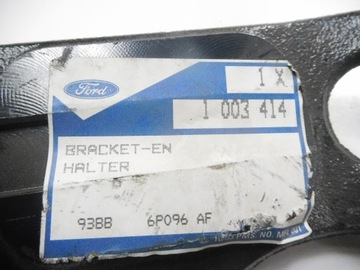 Ford
1 X
1 003 414
BRACKET-EN
HALTER
93BB 6P096 AF